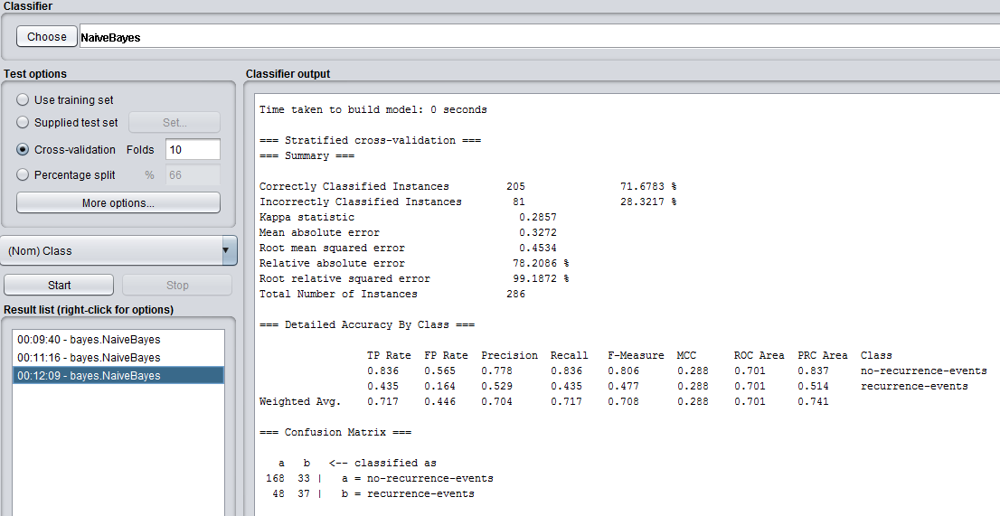 Classifier
Choose NaiveBayes
Test options
Use training set
Supplied test set Set...
Cross-validation Folds 10
Percentage split % 66
More options...
(Nom) Class
Start Stop
Result list (right-click for options)
00:09:40 - bayes.NaiveBayes
00:11:16 - bayes.NaiveBayes
00:12:09 - bayes.NaiveBayes
Classifier output
Time taken to build model: 0 seconds
=== Stratified cross-validation ===
=== Summary ===
Correctly Classified Instances 205 71.6783 %
Incorrectly Classified Instances 81 28.3217 %
Kappa statistic 0.2857
Mean absolute error 0.3272
Root mean squared error 0.4534
Relative absolute error 78.2086 %
Root relative squared error 99.1872 %
Total Number of Instances 286
=== Detailed Accuracy By Class ===
TP Rate FP Rate Precision Recall F-Measure MCC ROC Area PRC Area Class
0.836 0.565 0.778 0.836 0.806 0.288 0.701 0.837 no-recurrence-events
0.435 0.164 0.529 0.435 0.477 0.288 0.701 0.514 recurrence-events
Weighted Avg. 0.717 0.446 0.704 0.717 0.708 0.288 0.701 0.741
=== Confusion Matrix ===
a b <-- classified as
168 33 | a = no-recurrence-events
48 37 | b = recurrence-events